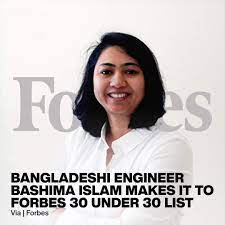 Forbes
BANGLADESHI ENGINEER
BASHIMA ISLAM MAKES IT TO
FORBES 30 UNDER 30 LIST
Via | Forbes